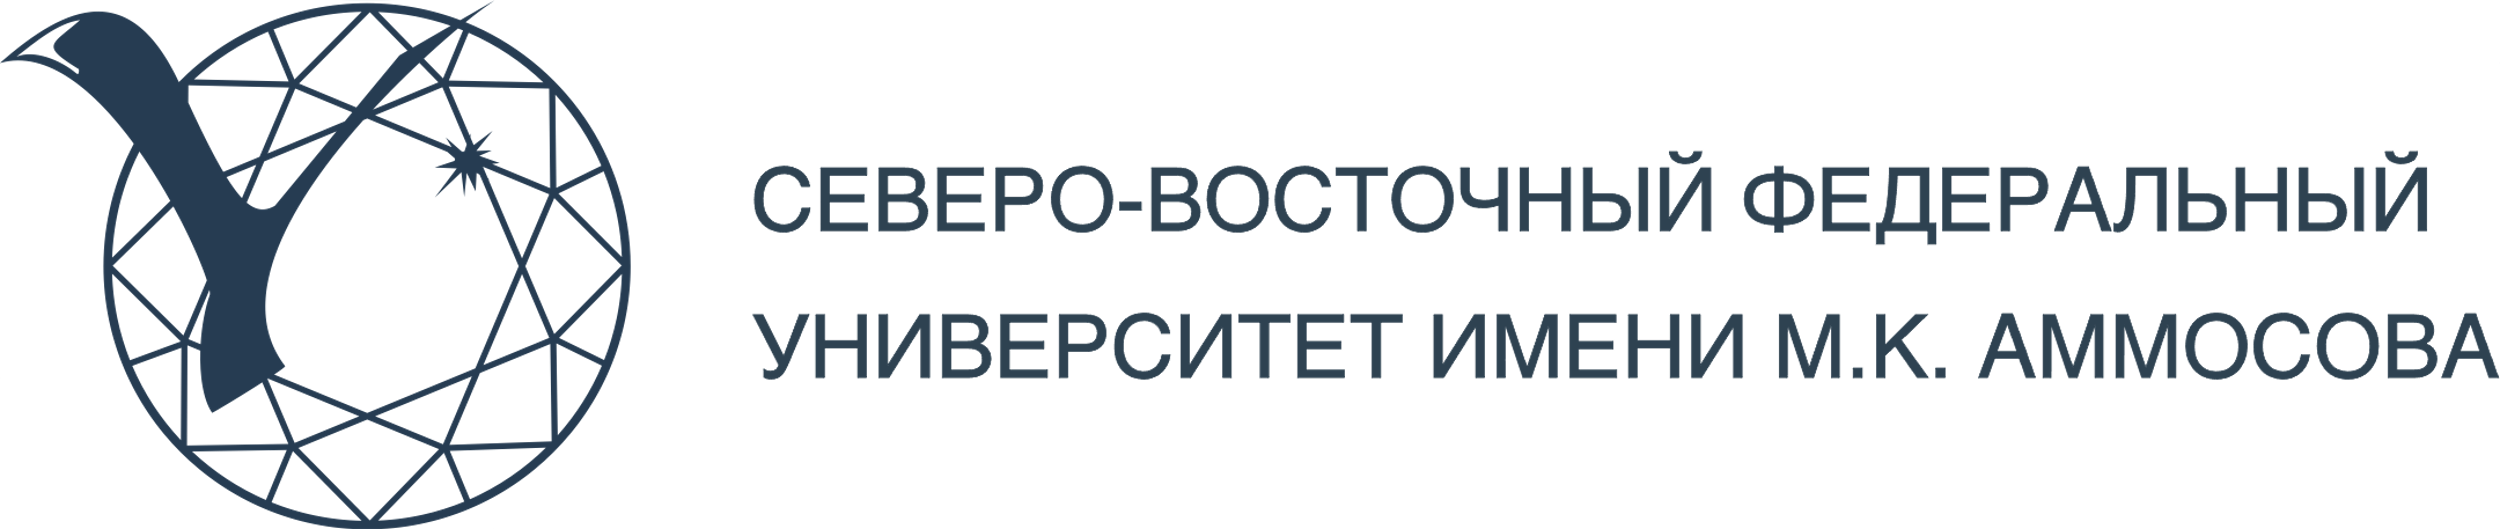 СЕВЕРО-ВОСТОЧНЫЙ ФЕДЕРАЛЬНЫЙ
УНИВЕРСИТЕТ ИМЕНИ М.К. АММОСОВА